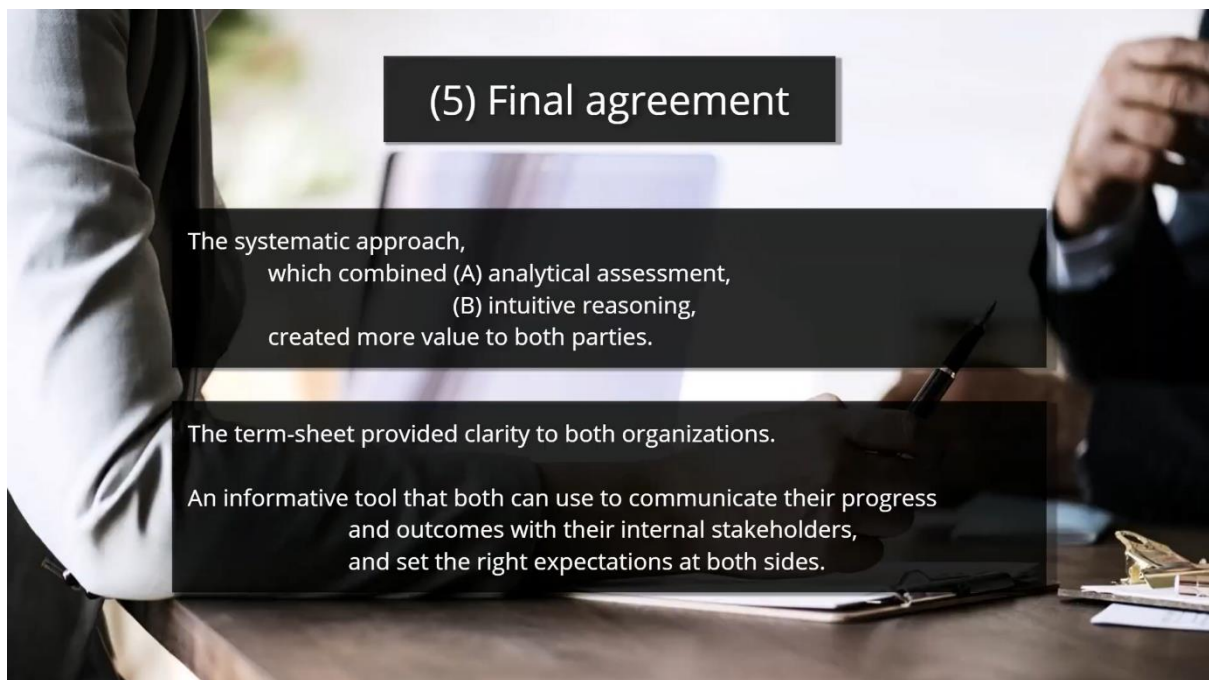 (5) Final agreement
The systematic approach,
which combined (A) analytical assessment,
(B) intuitive reasoning,
created more value to both parties.
The term-sheet provided clarity to both organizations.
An informative tool that both can use to communicate their progress
and outcomes with their internal stakeholders,
and set the right expectations at both sides.